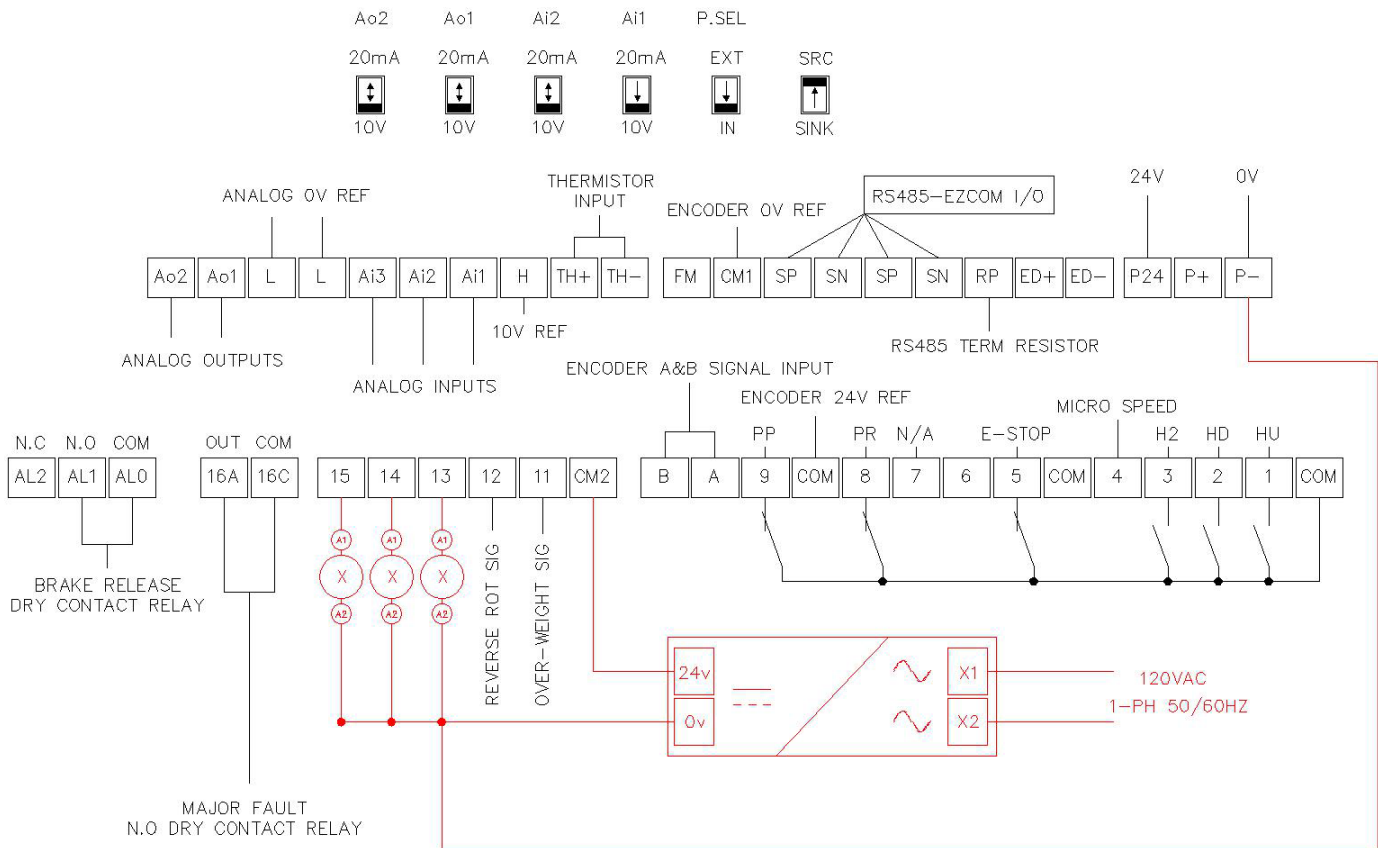 Ao2 Ao1 Ai2 Ai1 P.SEL
20mA 20mA 20mA 20mA EXT SRC
10V 10V 10V 10V IN SINK
ANALOG 0V REF
THERMISTOR
INPUT
ENCODER 0V REF
RS485-EZCOM I/O
24V 0V
Ao2 Ao1 L L Ai3 Ai2 Ai1 H TH+ TH- FM CM1 SP SN SP SN RP ED+ ED- P24 P+ P-
10V REF
ANALOG OUTPUTS
ANALOG INPUTS
RS485 TERM RESISTOR
ENCODER A&B SIGNAL INPUT
ENCODER 24V REF
MICRO SPEED
N.C N.O COM OUT COM PP PR N/A E-STOP H2 HD HU
AL2 AL1 AL0 16A 16C 15 14 13 12 11 CM2 B A 9 COM 8 7 6 5 COM 4 3 2 1 COM
A1 A1 A1
X X X
A2 A2 A2
REVERSE ROT SIG
OVER-WEIGHT SIG
BRAKE RELEASE
DRY CONTACT RELAY
24v X1
0v X2
120VAC
1-PH 50/60HZ
MAJOR FAULT
N.O DRY CONTACT RELAY